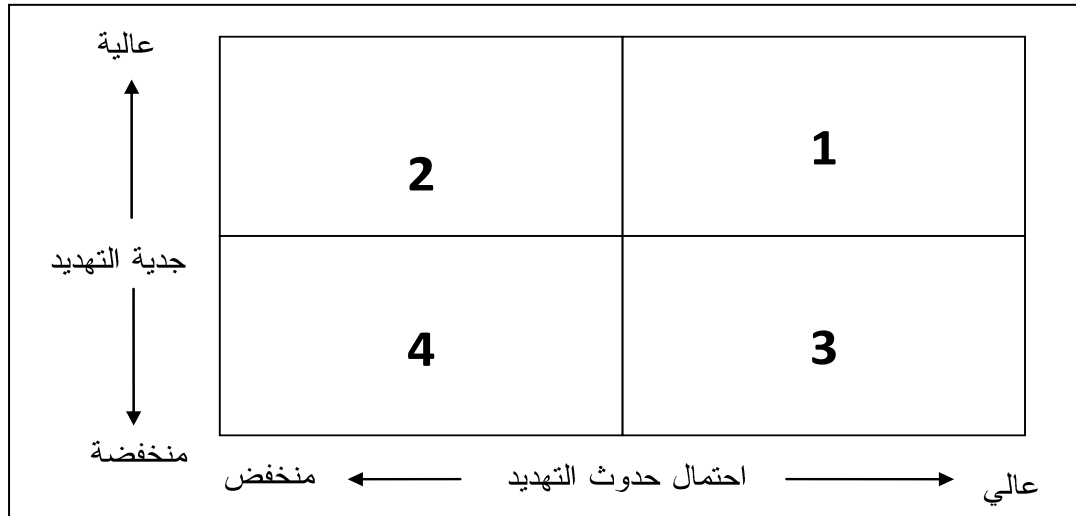 عالية
1
2
جدية التهديد
3
4
منخفضة
عالي
احتمال حدوث التهديد
منخفض